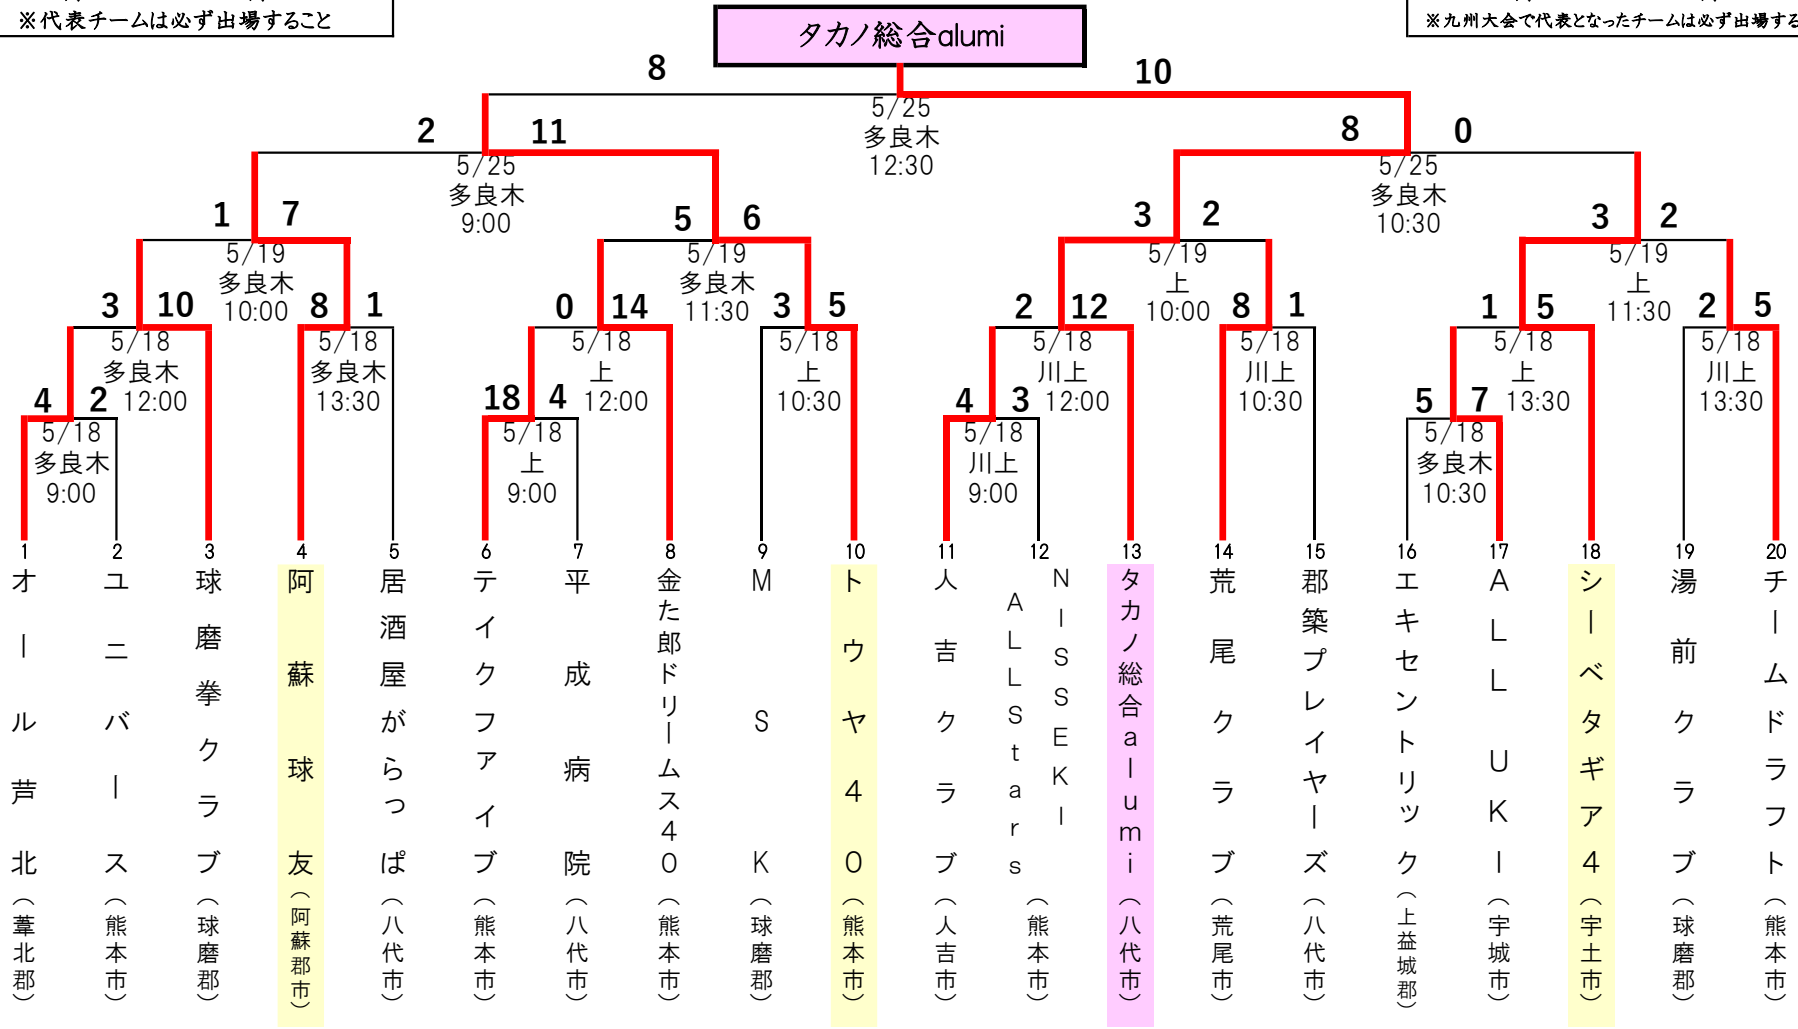 ※代表チームは必ず出場すること
※九州大会で代表となったチームは必ず出場する
タカノ総合alumi
8
10
5/25
多良木
12:30
2
11
8
0
5/25
多良木
9:00
5/25
多良木
10:30
1
7
5
6
3
2
3
2
5/19
多良木
10:00
5/19
多良木
11:30
5/19
上
10:00
5/19
上
11:30
3
10
8
1
0
14
3
5
2
12
8
1
1
5
2
5
5/18
多良木
12:00
5/18
多良木
13:30
5/18
上
12:00
5/18
上
10:30
5/18
川上
12:00
5/18
川上
10:30
5/18
上
13:30
5/18
川上
13:30
4
2
18
4
4
3
5
7
5/18
多良木
9:00
5/18
上
9:00
5/18
川上
9:00
5/18
多良木
10:30
1
オール芦北(葦北郡)
2
ユニバース(熊本市)
3
球磨拳クラブ(球磨郡)
4
阿蘇球友(阿蘇郡市)
5
居酒屋がらっぱ(八代市)
6
テイクファイブ(熊本市)
7
平成病院(八代市)
8
金た郎ドリームス40(熊本市)
9
MSK(球磨郡)
10
トウヤ40(熊本市)
11
人吉クラブ(人吉市)
12
NISSEKI
ALLStars
(熊本市)
13
タカノ総合alumi(八代市)
14
荒尾クラブ(荒尾市)
15
郡築プレイヤーズ(八代市)
16
エキセントリック(上益城郡)
17
ALL UKI(宇城市)
18
シーベタギア4(宇土市)
19
湯前クラブ(球磨郡)
20
チームドラフト(熊本市)